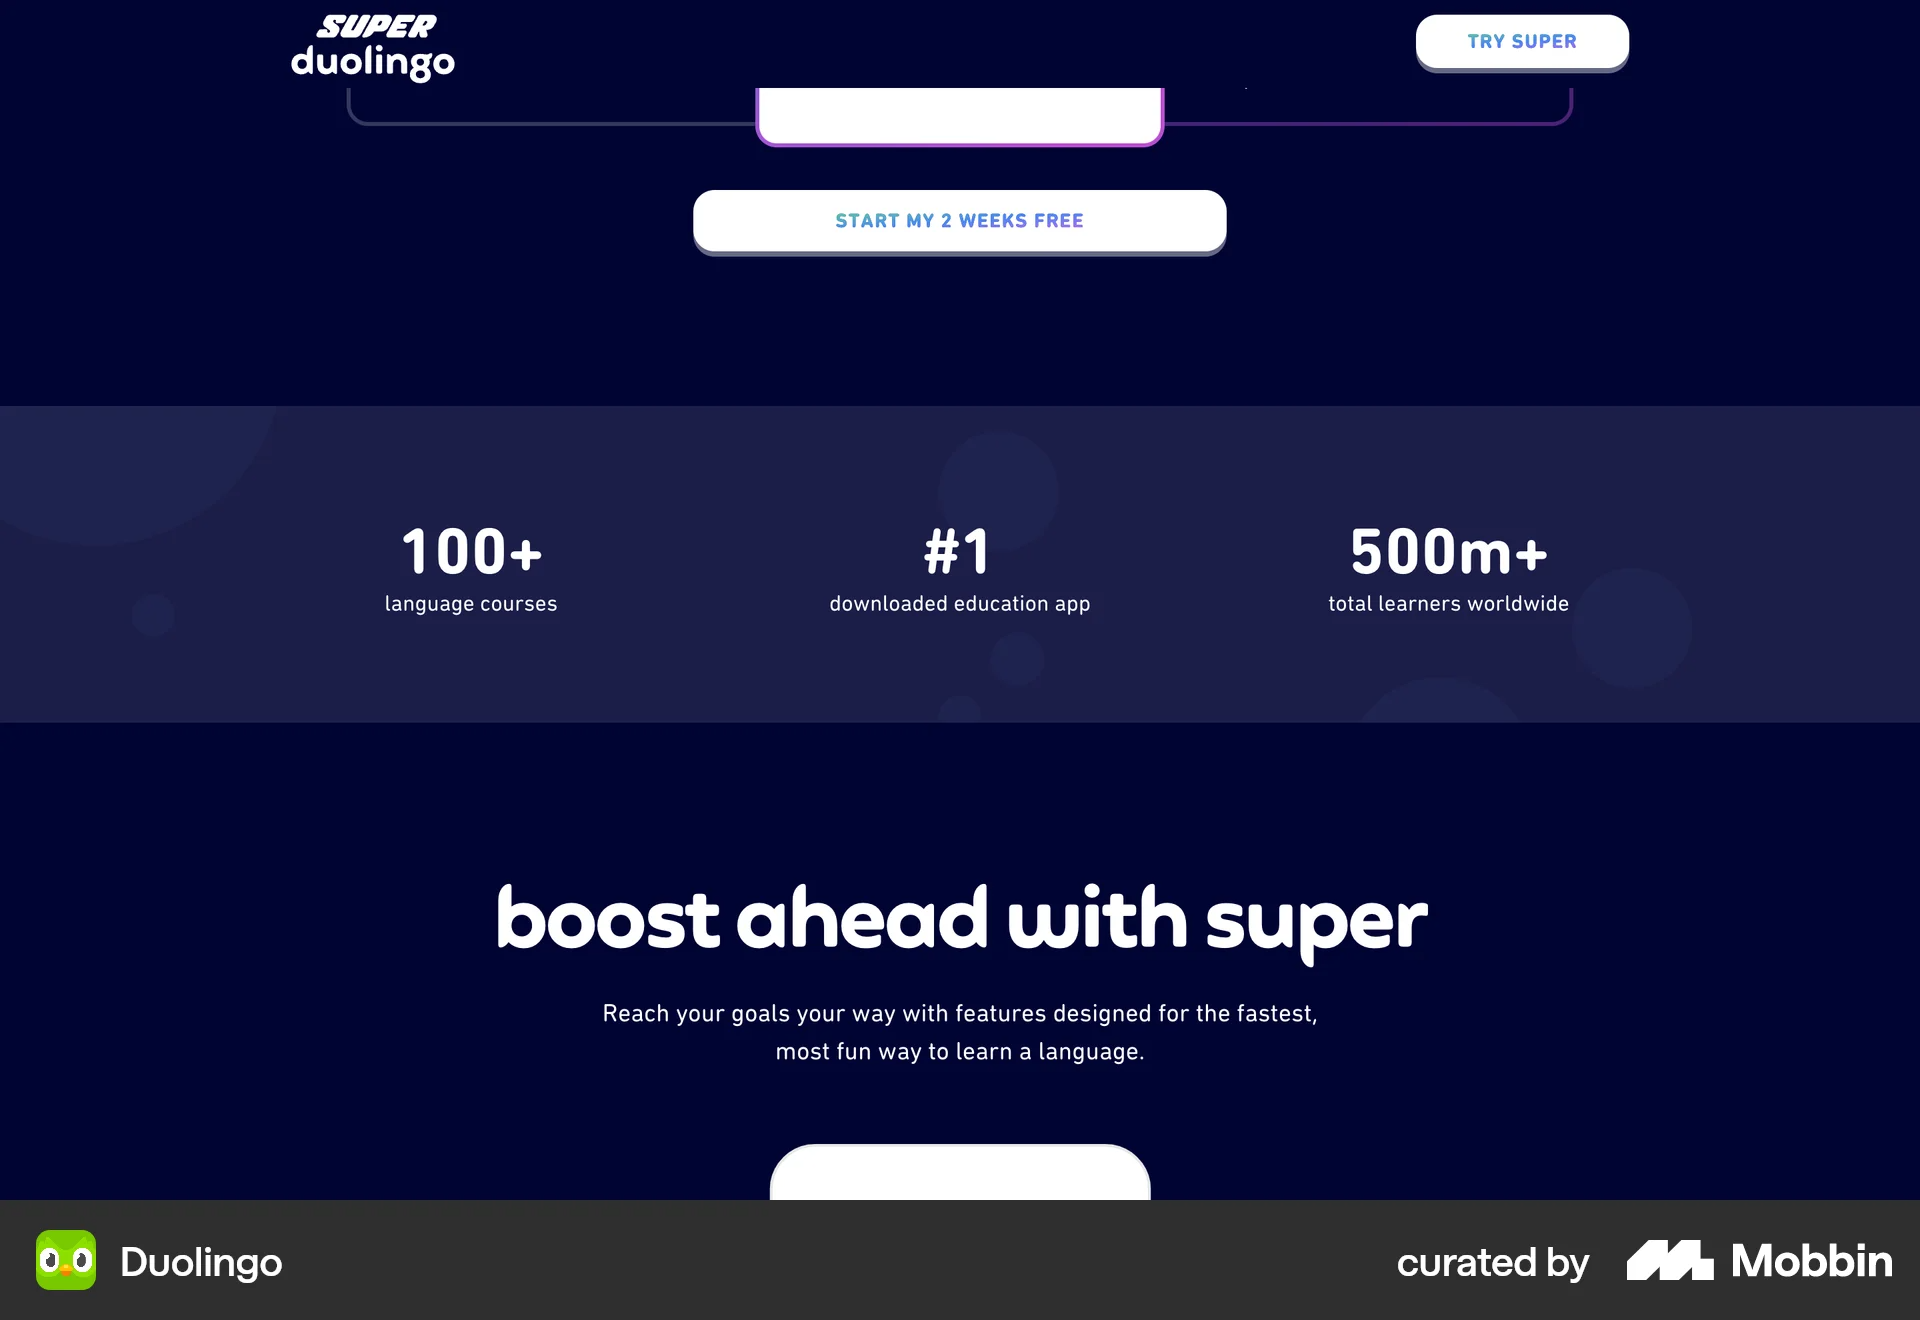 SUPER
duolingo
TRY SUPER
START MY 2 WEEKS FREE
100+
language courses
#1
downloaded education app
500m+
total learners worldwide
boost ahead with super
Reach your goals your way with features designed for the fastest,
most fun way to learn a language.
Duolingo
curated by
Mobbin